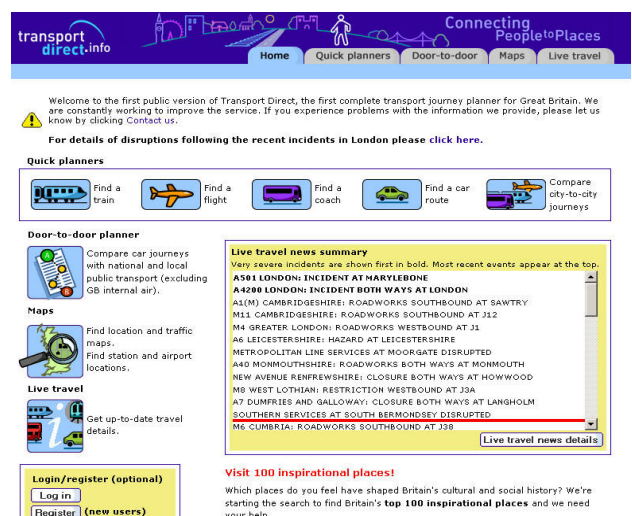 transport
direct.info
Connecting
People to Places
Home
Quick planners
Door-to-door
Maps
Live travel
Welcome to the first public version of Transport Direct, the first complete transport journey planner for Great Britain. We
are constantly working to improve the service. If you experience problems with the information we provide, please let us
know by clicking Contact us.
For details of disruptions following the recent incidents in London please click here.
Quick planners
Find a
train
Find a
flight
Find a
coach
Find a car
route
Compare
city-to-city
journeys
Door-to-door planner
Compare car journeys
with national and local
public transport (excluding
GB internal air).
Maps
Find location and traffic
maps.
Find station and airport
locations.
Live travel
Get up-to-date travel
details.
Login/register (optional)
Log in
Register (new users)
Live travel news summary
Very severe incidents are shown first in bold. Most recent events appear at the top.
A501 LONDON: INCIDENT AT MARYLEBONE
A4200 LONDON: INCIDENT BOTH WAYS AT LONDON
A1(M) CAMBRIDGESHIRE: ROADWORKS SOUTHBOUND AT SAWTRY
M11 CAMBRIDGESHIRE: ROADWORKS SOUTHBOUND AT J12
M4 GREATER LONDON: ROADWORKS WESTBOUND AT J1
A6 LEICESTERSHIRE: HAZARD AT LEICESTERSHIRE
METROPOLITAN LINE SERVICES AT MOORGATE DISRUPTED
A40 MONMOUTHSHIRE: ROADWORKS BOTH WAYS AT MONMOUTH
NEW AVENUE RENFREWSHIRE: CLOSURE BOTH WAYS AT HOWWOOD
M8 WEST LOTHIAN: RESTRICTION WESTBOUND AT J3A
A7 DUMFRIES AND GALLOWAY: CLOSURE BOTH WAYS AT LANGHOLM
SOUTHERN SERVICES AT SOUTH BERMONDSEY DISRUPTED
M6 CUMBRIA: ROADWORKS SOUTHBOUND AT J38
Live travel news details
Visit 100 inspirational places!
Which places do you feel have shaped Britain's cultural and social history? We're
starting the search to find Britain's top 100 inspirational places and we need
your help